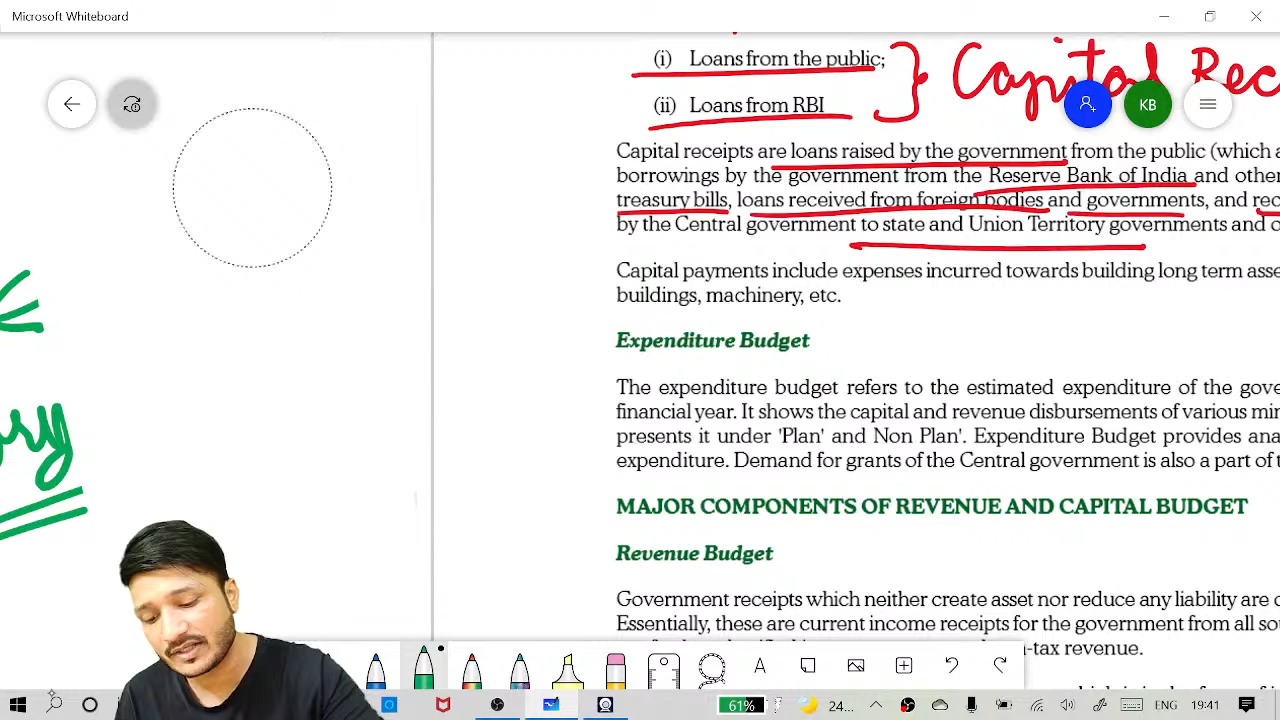 Microsoft Whiteboard
(i) Loans from the public;
(ii) Loans from RBI
} Capital Rec
KB
Capital receipts are loans raised by the government from the public (which a
borrowings by the government from the Reserve Bank of India and other
treasury bills, loans received from foreign bodies and governments, and rec
by the Central government to state and Union Territory governments and o
Capital payments include expenses incurred towards building long term asse
buildings, machinery, etc.
Expenditure Budget
The expenditure budget refers to the estimated expenditure of the gove
financial year. It shows the capital and revenue disbursements of various min
presents it under 'Plan' and Non Plan'. Expenditure Budget provides ana
expenditure. Demand for grants of the Central government is also a part of t
ry
MAJOR COMPONENTS OF REVENUE AND CAPITAL BUDGET
Revenue Budget
Government receipts which neither create asset nor reduce any liability are c
Essentially, these are current income receipts for the government from all so
-tax revenue.
61%
24...
ENG
19:41